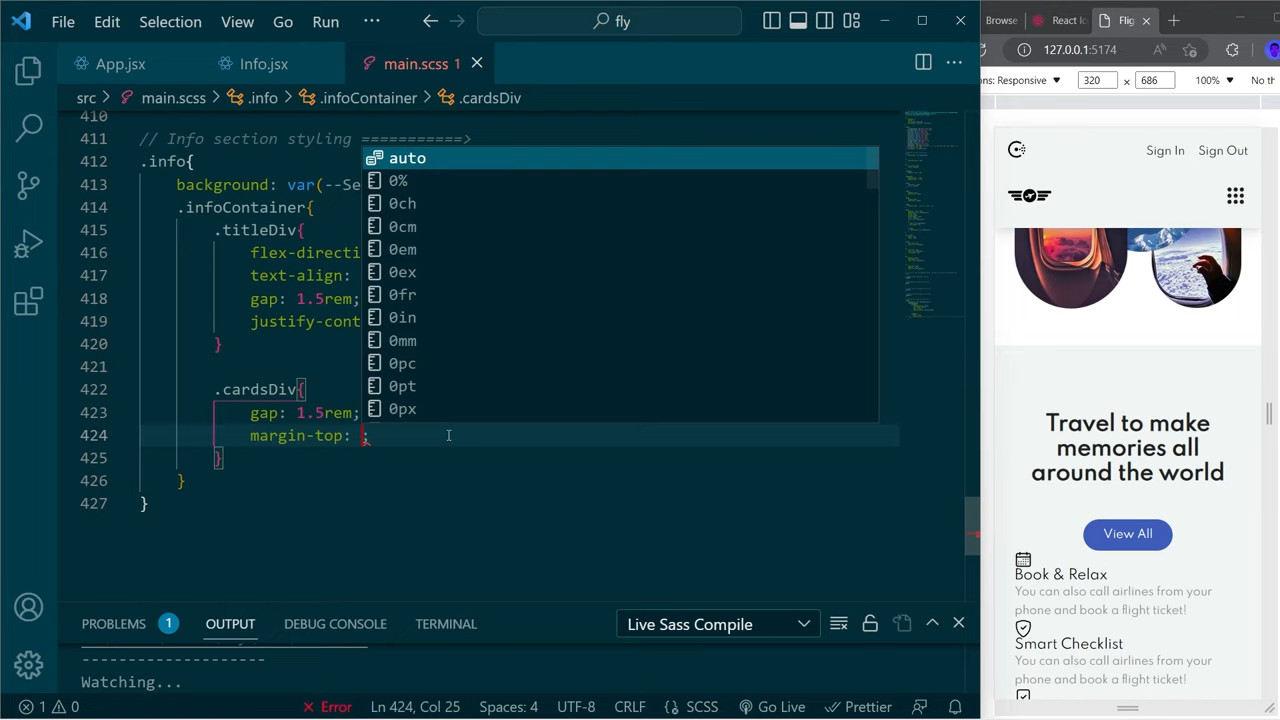 File Edit Selection View Go Run ··· fly
App.jsx Info.jsx main.scss 1
src > main.scss > .info > .infoContainer > .cardsDiv
410
411 // Info section styling ===========>
412 .info{
413 background: var(--Se
414 .infoContainer{
415 .titleDiv{
416 flex-directi
417 text-align:
418 gap: 1.5rem;
419 justify-cont
420 }
421
422 .cardsDiv{
423 gap: 1.5rem;
424 margin-top: ;
425 }
426 }
427 }
auto
0%
0ch
0cm
0em
0ex
0fr
0in
0mm
0pc
0pt
0px
PROBLEMS 1 OUTPUT DEBUG CONSOLE TERMINAL Live Sass Compile
--------------------
Watching...
1 0 Error Ln 424, Col 25 Spaces: 4 UTF-8 CRLF SCSS Go Live Prettier
Browse React Ic Flig
127.0.0.1:5174
ons: Responsive 320 × 686 100% No th
Sign In Sign Out
Travel to make
memories all
around the world
View All
Book & Relax
You can also call airlines from your
phone and book a flight ticket!
Smart Checklist
You can also call airlines from your
phone and book a flight ticket!